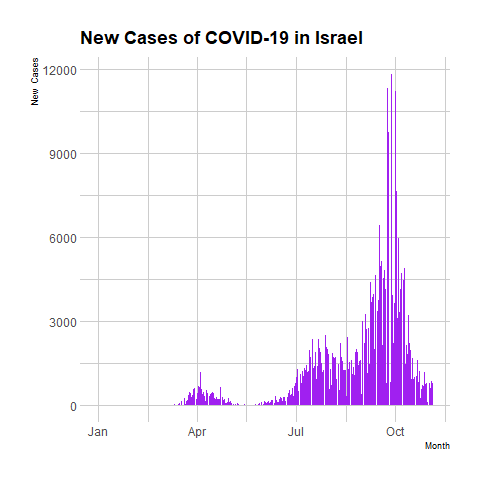 New Cases of COVID-19 in Israel
New Cases
12000
9000
6000
3000
0
Jan Apr Jul Oct
Month